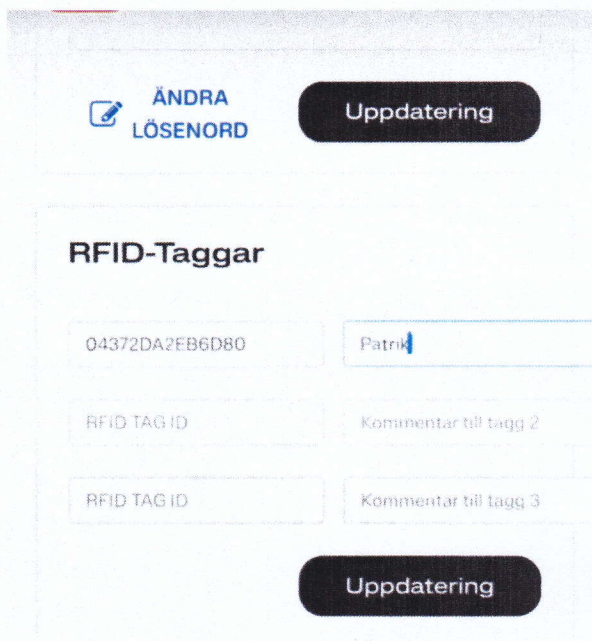 ÄNDRA
LÖSENORD
Uppdatering
RFID-Taggar
04372DA2EB6D80 Patrik
RFID TAG ID Kommentar till tagg 2
RFID TAG ID Kommentar till tagg 3
Uppdatering